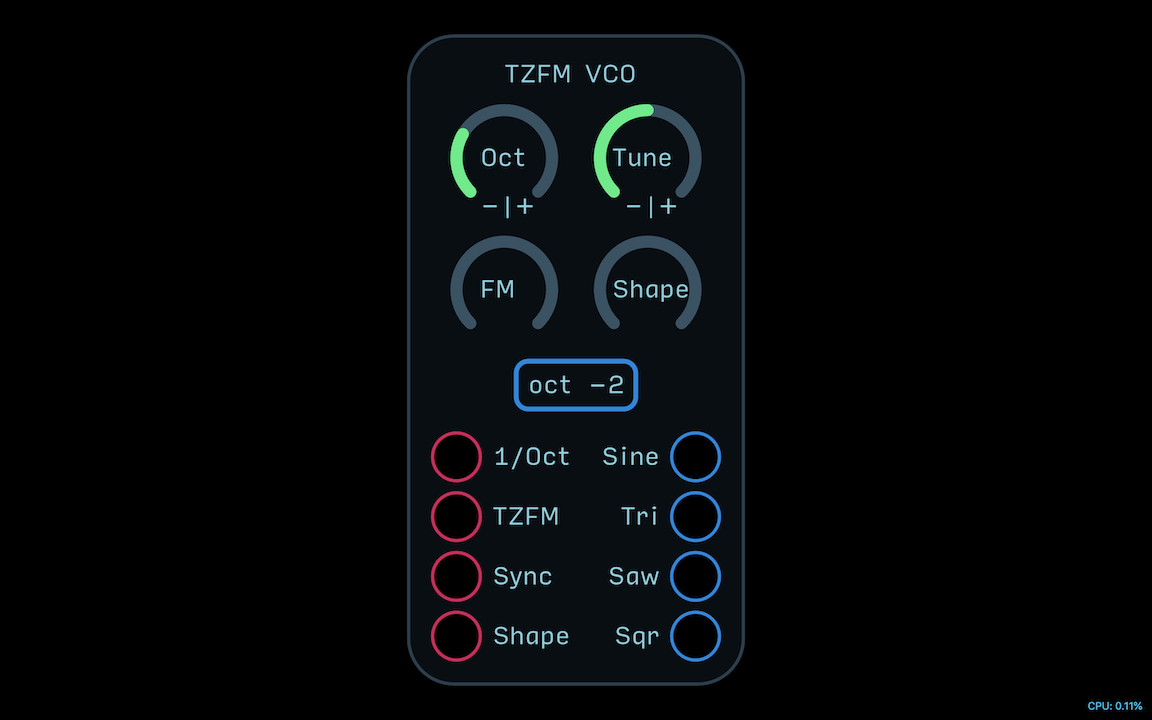 TZFM VCO
Oct Tune
−|+ −|+
FM Shape
oct −2
1/Oct Sine
TZFM Tri
Sync Saw
Shape Sqr
CPU: 0.11%